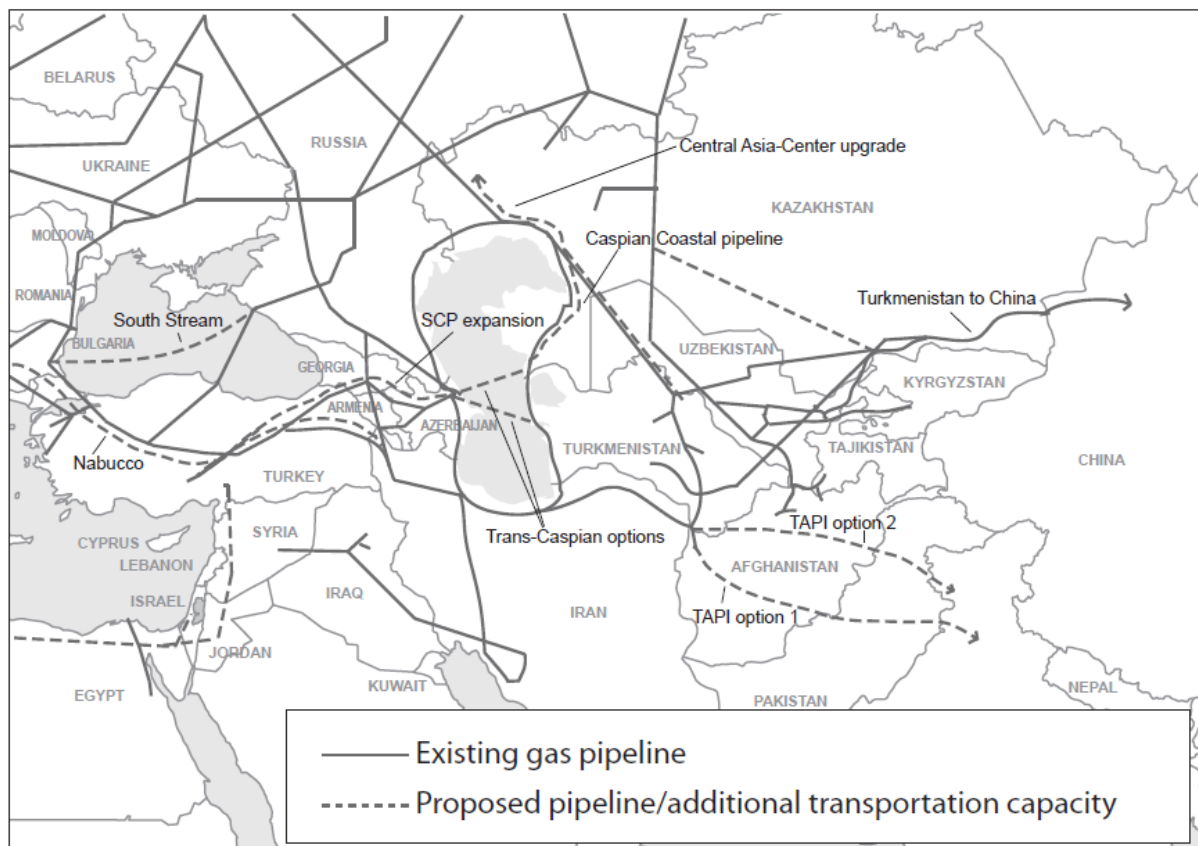 BELARUS
RUSSIA
Central Asia-Center upgrade
UKRAINE
KAZAKHSTAN
MOLDOVA
Caspian Coastal pipeline
ROMANIA
Turkmenistan to China
South Stream
SCP expansion
BULGARIA
UZBEKISTAN
GEORGIA
KYRGYZSTAN
ARMENIA
AZERBAIJAN
TURKMENISTAN
TAJIKISTAN
CHINA
Nabucco
TURKEY
TAPI option 2
SYRIA
Trans-Caspian options
CYPRUS
LEBANON
AFGHANISTAN
ISRAEL
IRAQ
IRAN
TAPI option 1
JORDAN
KUWAIT
EGYPT
NEPAL
PAKISTAN
Existing gas pipeline
Proposed pipeline/additional transportation capacity